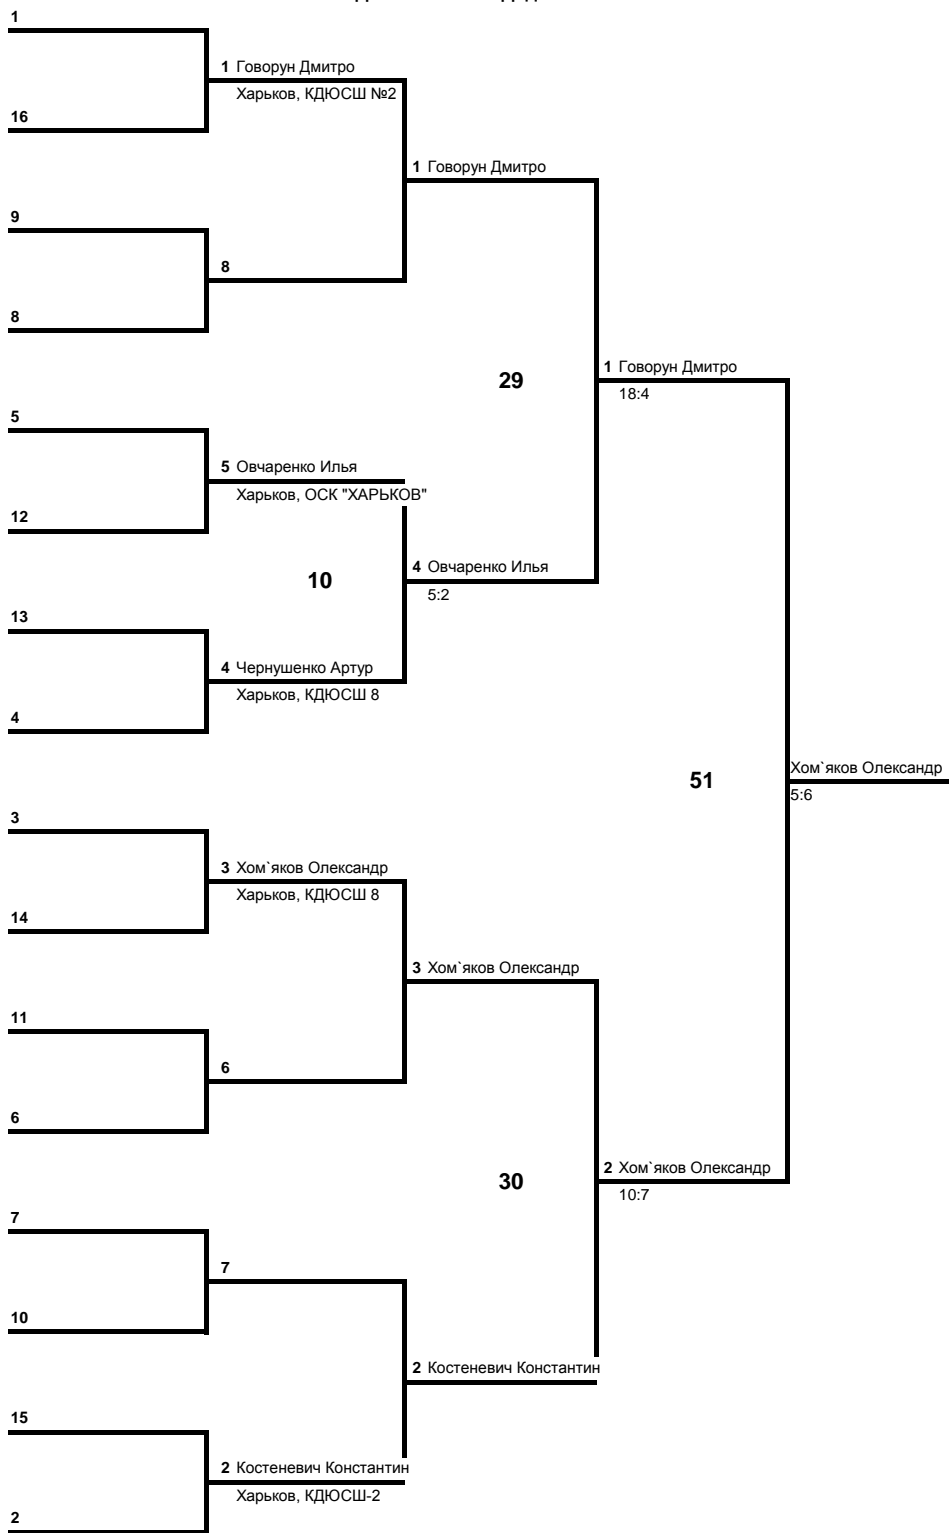 1
1 Говорун Дмитро
Харьков, КДЮСШ №2
16
1 Говорун Дмитро
9
8
8
1 Говорун Дмитро
29
18:4
5
5 Овчаренко Илья
Харьков, ОСК "ХАРЬКОВ"
12
4 Овчаренко Илья
10
5:2
13
4 Чернушенко Артур
Харьков, КДЮСШ 8
4
Хом`яков Олександр
51
5:6
3
3 Хом`яков Олександр
Харьков, КДЮСШ 8
14
3 Хом`яков Олександр
11
6
6
2 Хом`яков Олександр
30
10:7
7
7
10
2 Костеневич Константин
15
2 Костеневич Константин
Харьков, КДЮСШ-2
2